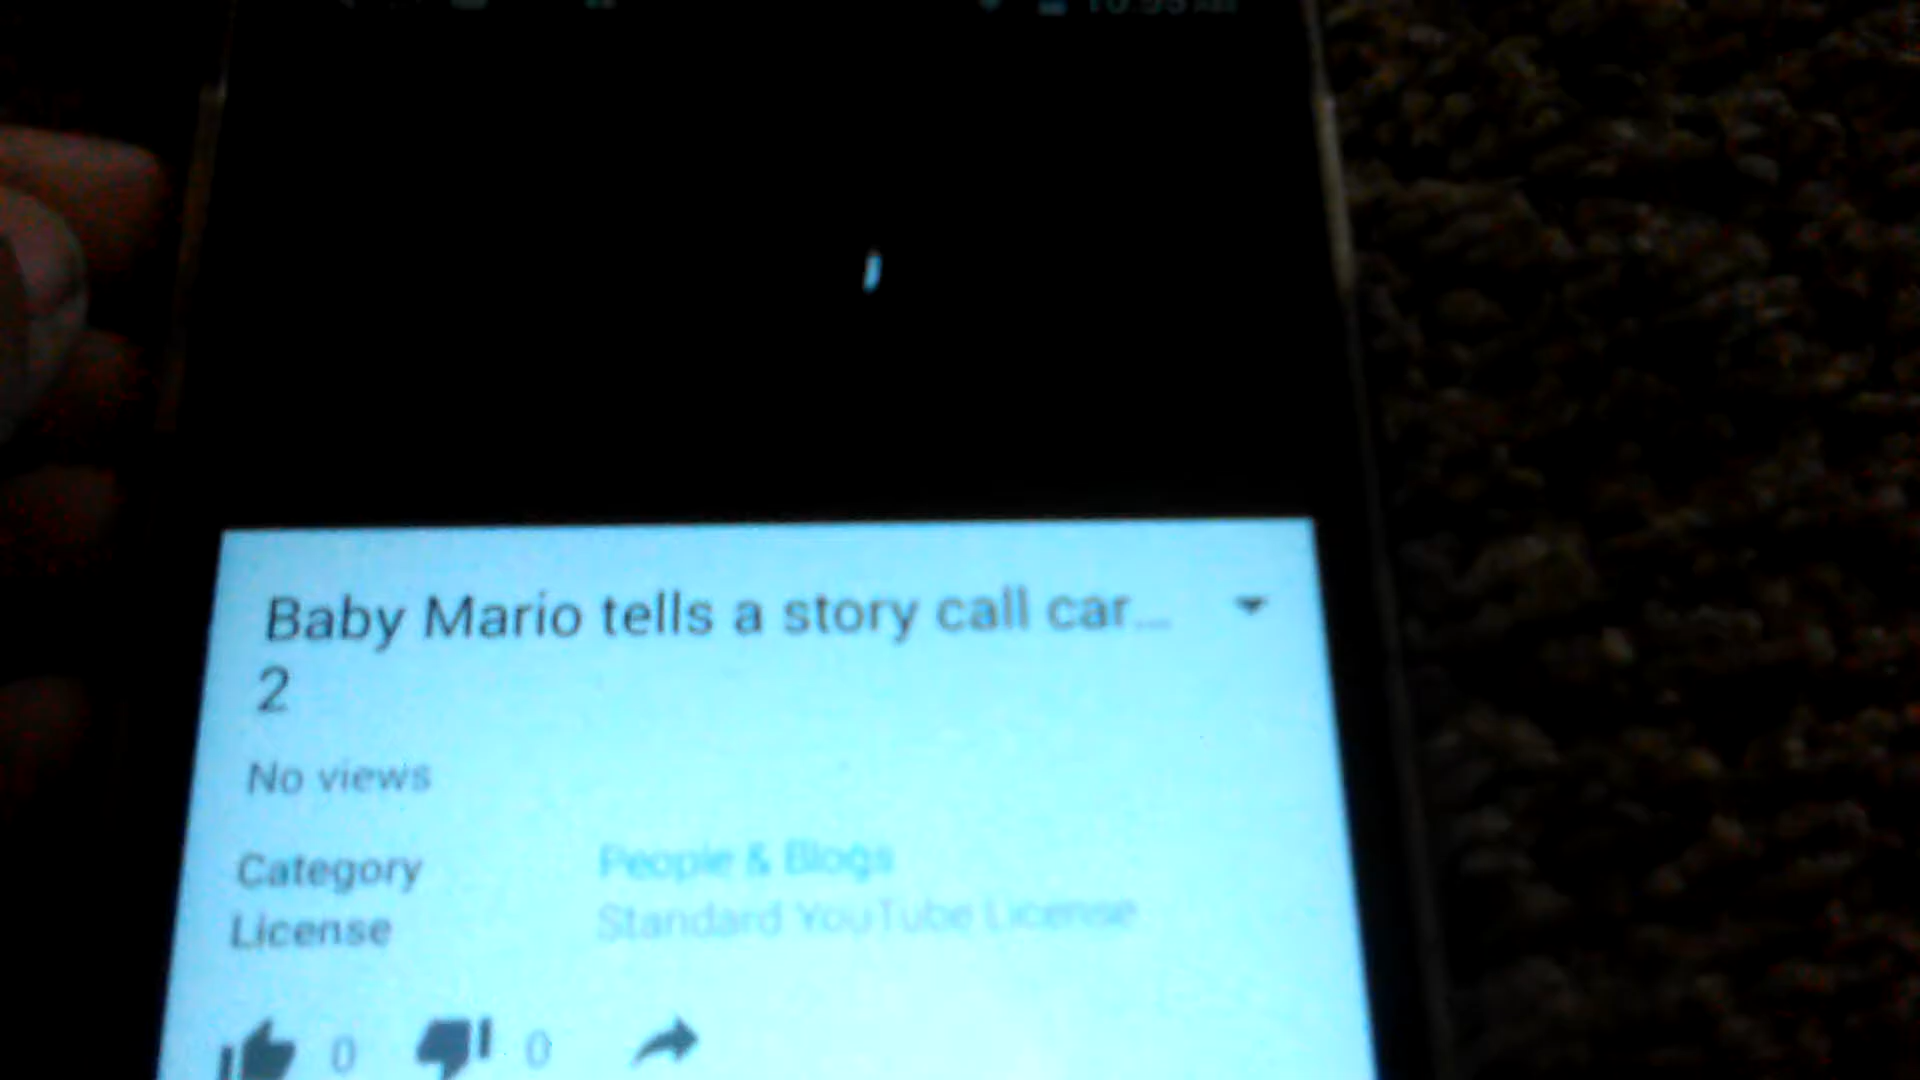 Baby Mario tells a story call car...
2
No views
Category People & Blogs
License Standard YouTube License
0 0